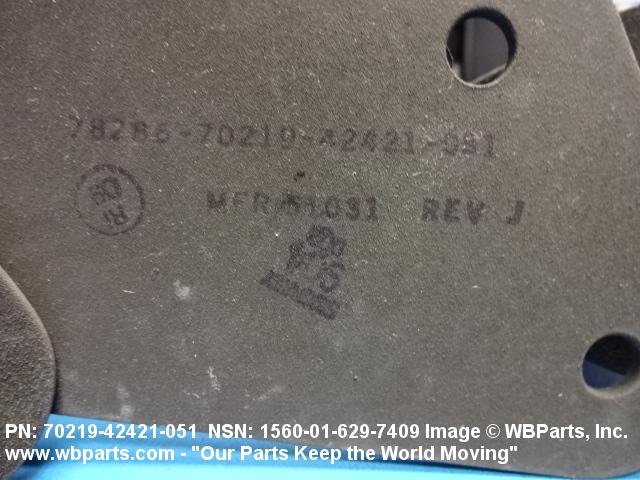 78286-70219-42421-051
MFR 51031 REV J
PN: 70219-42421-051 NSN: 1560-01-629-7409 Image © WBParts, Inc.
www.wbparts.com - "Our Parts Keep the World Moving"